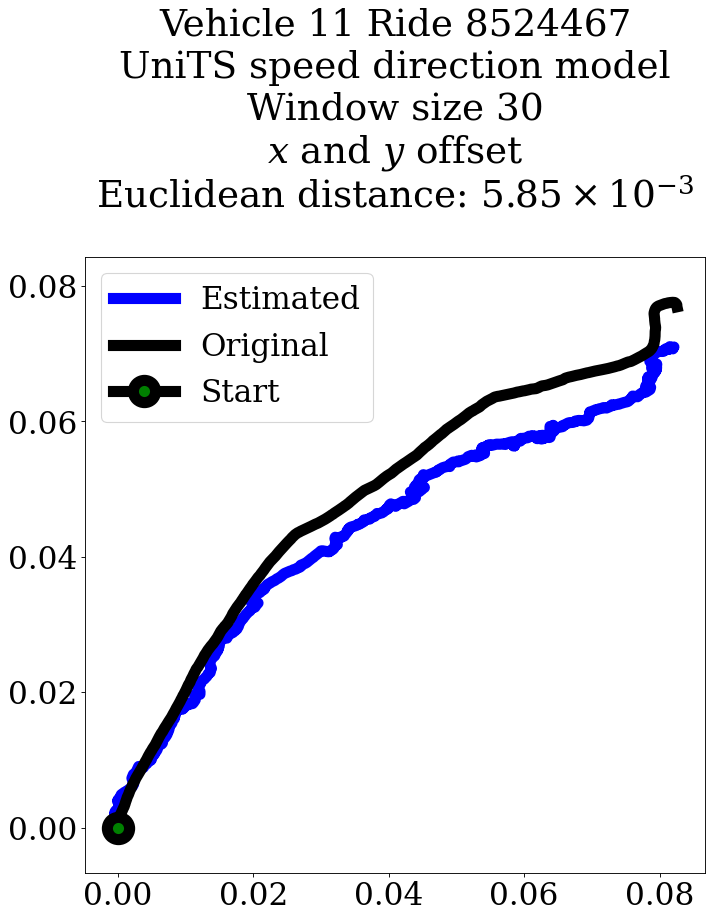 Vehicle 11 Ride 8524467
UniTS speed direction model
Window size 30
x and y offset
Euclidean distance: 5.85 × 10⁻³
Estimated
Original
Start
0.08
0.06
0.04
0.02
0.00
0.00 0.02 0.04 0.06 0.08